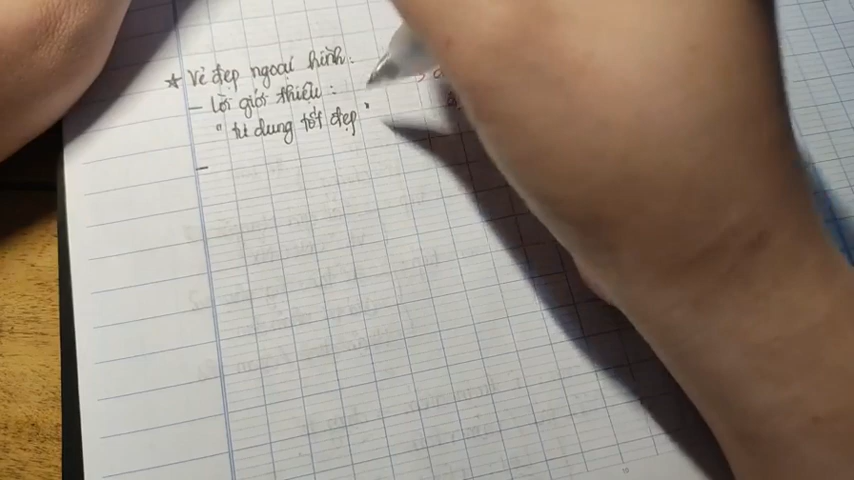 * Vẻ đẹp ngoại hình:
- lời giới thiệu:
" tư dung tốt đẹp "
-